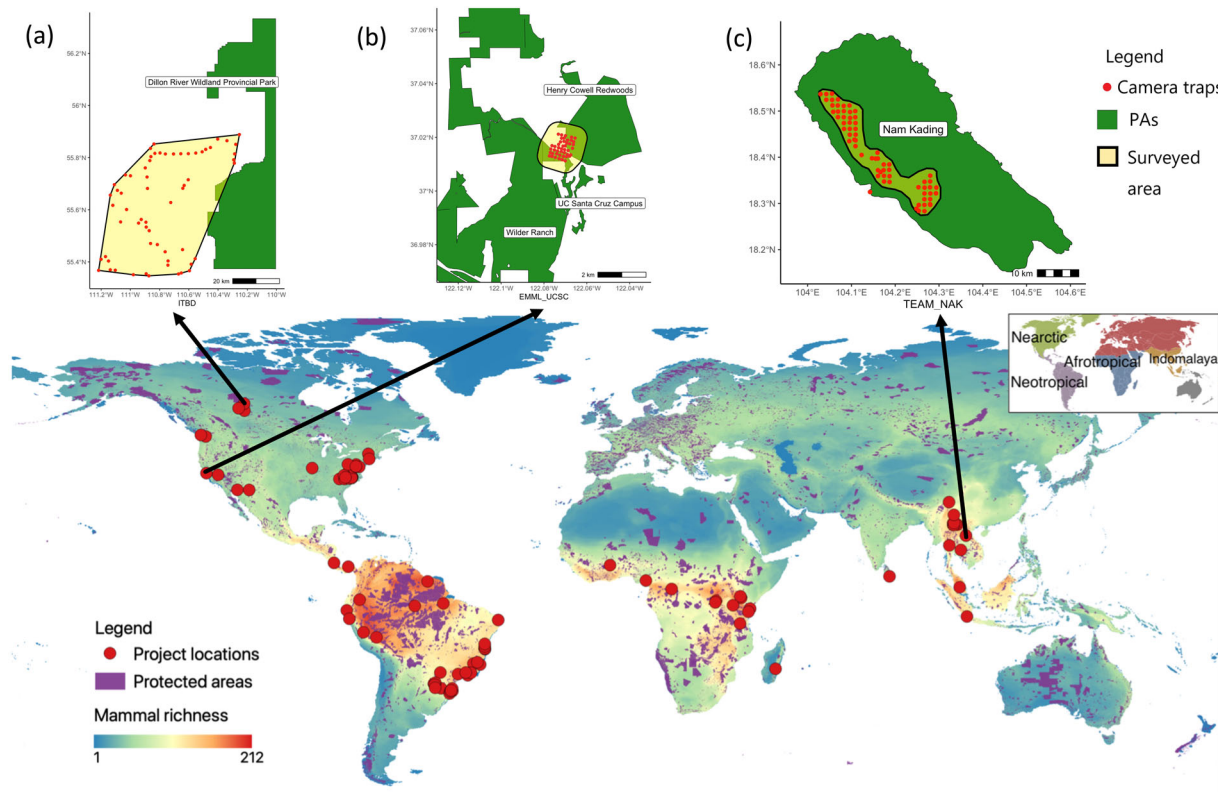 (a)
56.2°N
56°N
55.8°N
55.6°N
55.4°N
Dillon River Wildland Provincial Park
20 km
111.2°W 111°W 110.8°W 110.6°W 110.4°W 110.2°W 110°W
ITBD
(b)
37.06°N
37.04°N
37.02°N
37°N
36.98°N
Henry Cowell Redwoods
UC Santa Cruz Campus
Wilder Ranch
2 km
122.12°W 122.1°W 122.08°W 122.06°W 122.04°W
EMML_UCSC
(c)
18.6°N
18.5°N
18.4°N
18.3°N
18.2°N
Nam Kading
10 km
104°E 104.1°E 104.2°E 104.3°E 104.4°E 104.5°E 104.6°E
TEAM_NAK
Legend
Camera traps
PAs
Surveyed
area
Nearctic
Afrotropical
Indomalaya
Neotropical
Legend
Project locations
Protected areas
Mammal richness
1 212